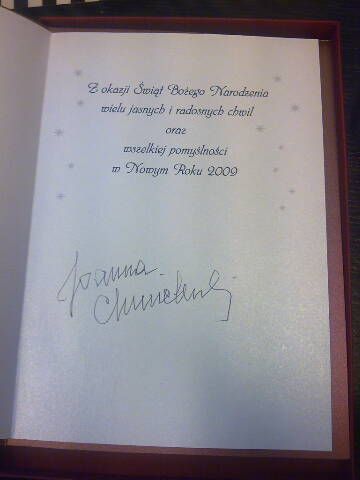 Z okazji Świąt Bożego Narodzenia
wielu jasnych i radosnych chwil
oraz
wszelkiej pomyślności
w Nowym Roku 2009
Joanna